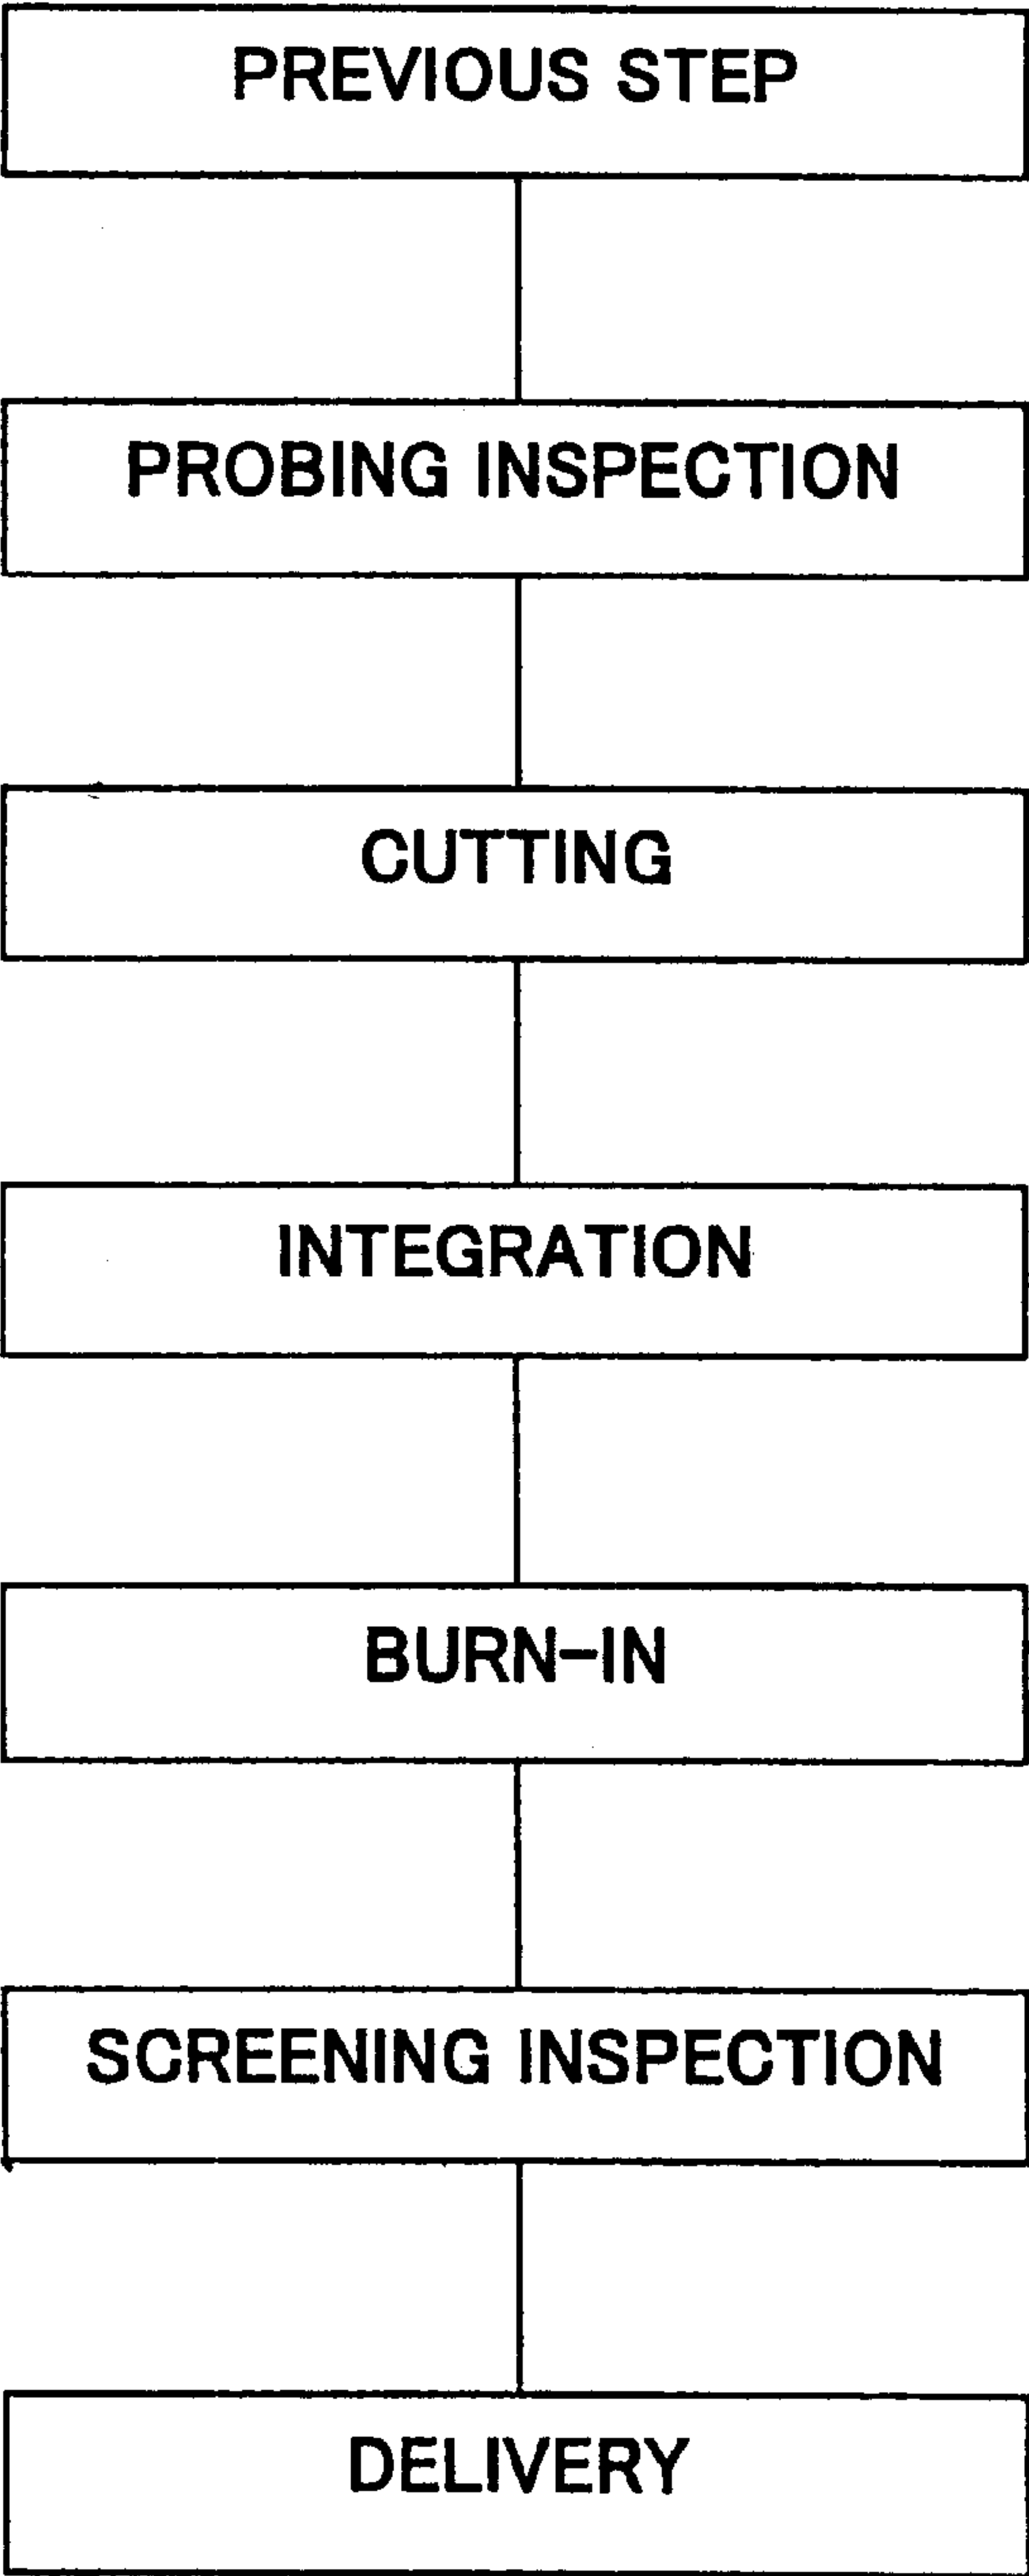 PREVIOUS STEP
PROBING INSPECTION
CUTTING
INTEGRATION
BURN-IN
SCREENING INSPECTION
DELIVERY